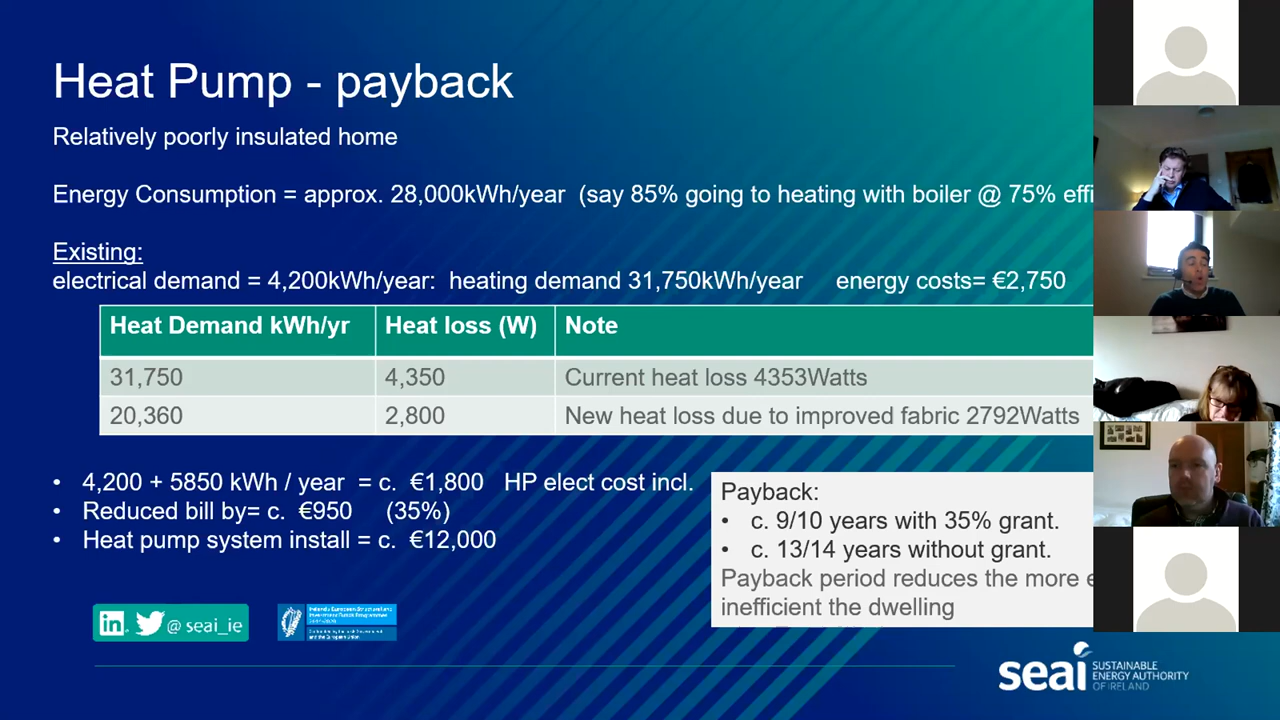 Heat Pump - payback
Relatively poorly insulated home
Energy Consumption = approx. 28,000kWh/year (say 85% going to heating with boiler @ 75% effi
Existing:
electrical demand = 4,200kWh/year: heating demand 31,750kWh/year energy costs= €2,750
Heat Demand kWh/yr Heat loss (W) Note
31,750 4,350 Current heat loss 4353Watts
20,360 2,800 New heat loss due to improved fabric 2792Watts
• 4,200 + 5850 kWh / year = c. €1,800 HP elect cost incl.
• Reduced bill by= c. €950 (35%)
• Heat pump system install = c. €12,000
Payback:
• c. 9/10 years with 35% grant.
• c. 13/14 years without grant.
Payback period reduces the more e
inefficient the dwelling
in @ seai_ie
seai SUSTAINABLE
ENERGY AUTHORITY
OF IRELAND